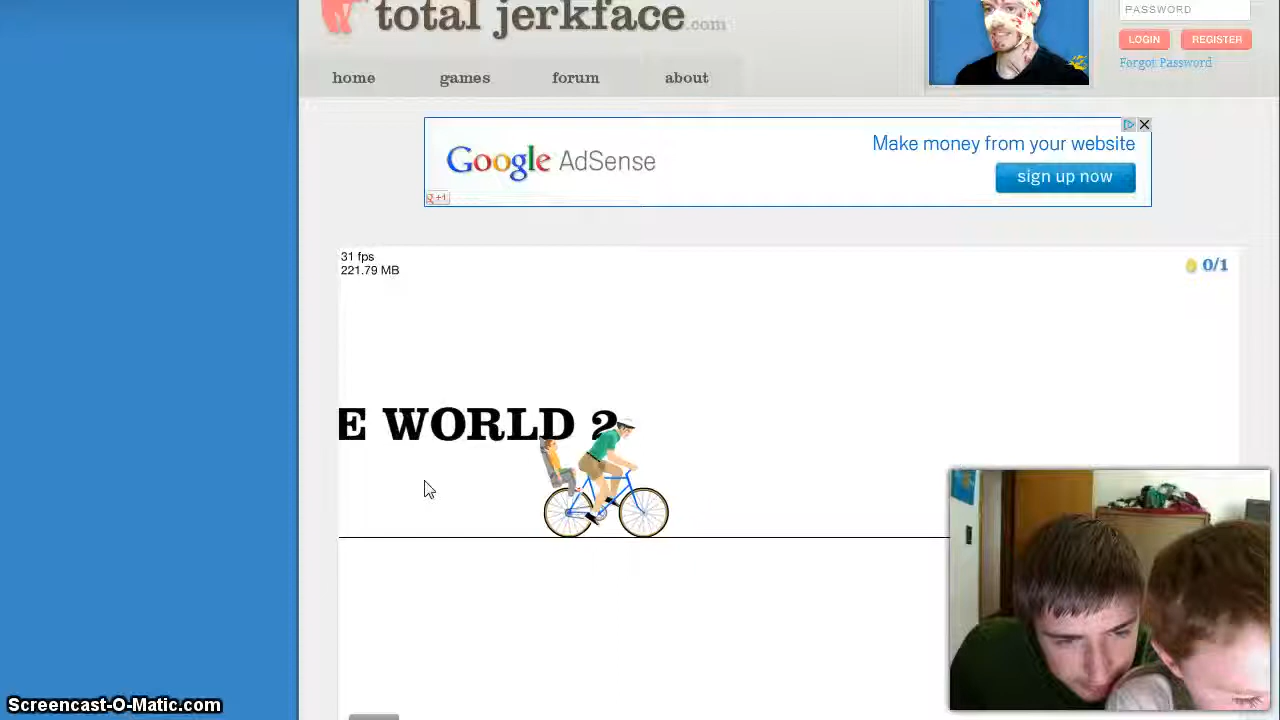 total jerkface.com
PASSWORD
LOGIN
REGISTER
Forgot Password
home
games
forum
about
Google AdSense
Make money from your website
sign up now
+1
31 fps
221.79 MB
0/1
E WORLD 2
Screencast-O-Matic.com